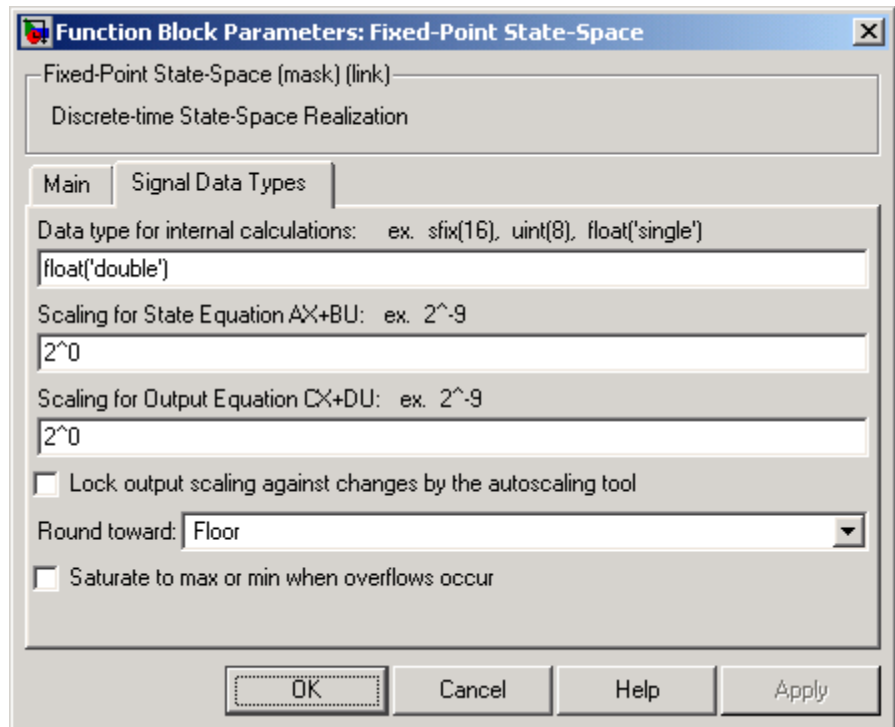 Function Block Parameters: Fixed-Point State-Space
Fixed-Point State-Space (mask) (link)
Discrete-time State-Space Realization
Main Signal Data Types
Data type for internal calculations: ex. sfix(16), uint(8), float('single')
float('double')
Scaling for State Equation AX+BU: ex. 2^-9
2^0
Scaling for Output Equation CX+DU: ex. 2^-9
2^0
Lock output scaling against changes by the autoscaling tool
Round toward: Floor
Saturate to max or min when overflows occur
OK Cancel Help Apply